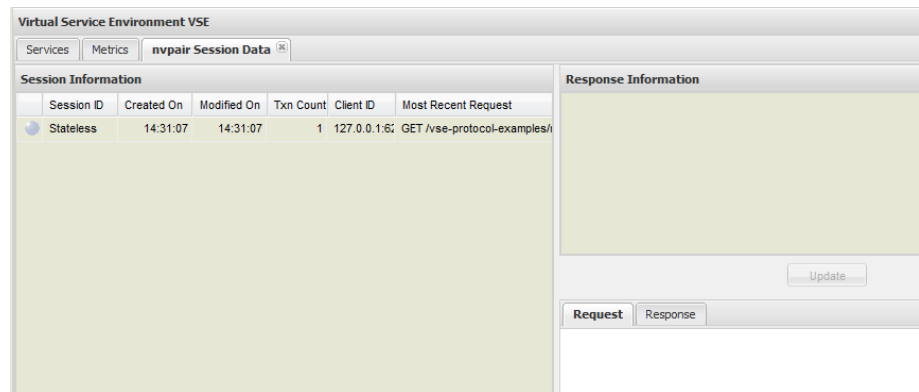 Virtual Service Environment VSE
Services Metrics nvpair Session Data
Session Information
Session ID Created On Modified On Txn Count Client ID Most Recent Request
Stateless 14:31:07 14:31:07 1 127.0.0.1:62 GET /vse-protocol-examples/
Response Information
Update
Request Response